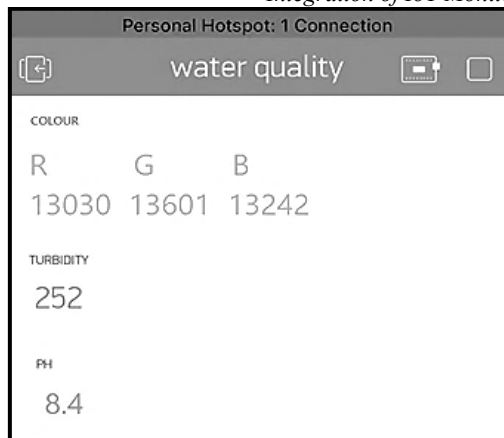 Integration of IoT Monit
Personal Hotspot: 1 Connection
water quality
COLOUR
R G B
13030 13601 13242
TURBIDITY
252
PH
8.4